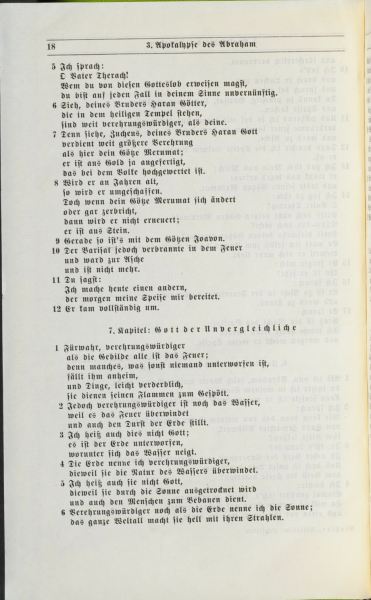 18 3. Apokalypse des Abraham
5 Ich sprach:
O Vater Therach!
Wem du von diesen Gotteslob erweisen magst,
du bist auf jeden Fall in deinem Sinne unvernünftig.
6 Sieh, deines Bruders Haran Götter,
die in dem heiligen Tempel stehen,
sind weit verehrungswürdiger, als deine.
7 Denn siehe, Zuchens, deines Bruders Haran Gott
verdient weit größere Verehrung
als hier dein Götze Merumat;
er ist aus Gold ja angefertigt,
das bei dem Volke hochgewertet ist.
8 Wird er an Jahren alt,
so wird er umgeschaffen.
Doch wenn dein Götze Merumat sich ändert
oder gar zerbricht,
dann wird er nicht erneuert;
er ist aus Stein.
9 Gerade so ist's mit dem Götzen Joavon.
10 Der Barisat jedoch verbrannte in dem Feuer
und ward zur Asche
und ist nicht mehr.
11 Du sagst:
Ich mache heute einen andern,
der morgen meine Speise mir bereitet.
12 Er kam vollständig um.
7. Kapitel: Gott der Unvergleichliche
1 Fürwahr, verehrungswürdiger
als die Gebilde alle ist das Feuer;
denn manches, was sonst niemand unterworfen ist,
fällt ihm anheim,
und Dinge, leicht verderblich,
sie dienen seinen Flammen zum Gespött.
2 Jedoch verehrungswürdiger ist noch das Wasser,
weil es das Feuer überwindet
und auch den Durst der Erde stillt.
3 Ich heiß auch dies nicht Gott;
es ist der Erde unterworfen,
worunter sich das Wasser neigt.
4 Die Erde nenne ich verehrungswürdiger,
dieweil sie die Natur des Wassers überwindet.
5 Ich heiß auch sie nicht Gott,
dieweil sie durch die Sonne ausgetrocknet wird
und auch den Menschen zum Bebauen dient.
6 Verehrungswürdiger noch als die Erde nenne ich die Sonne;
das ganze Weltall macht sie hell mit ihren Strahlen.